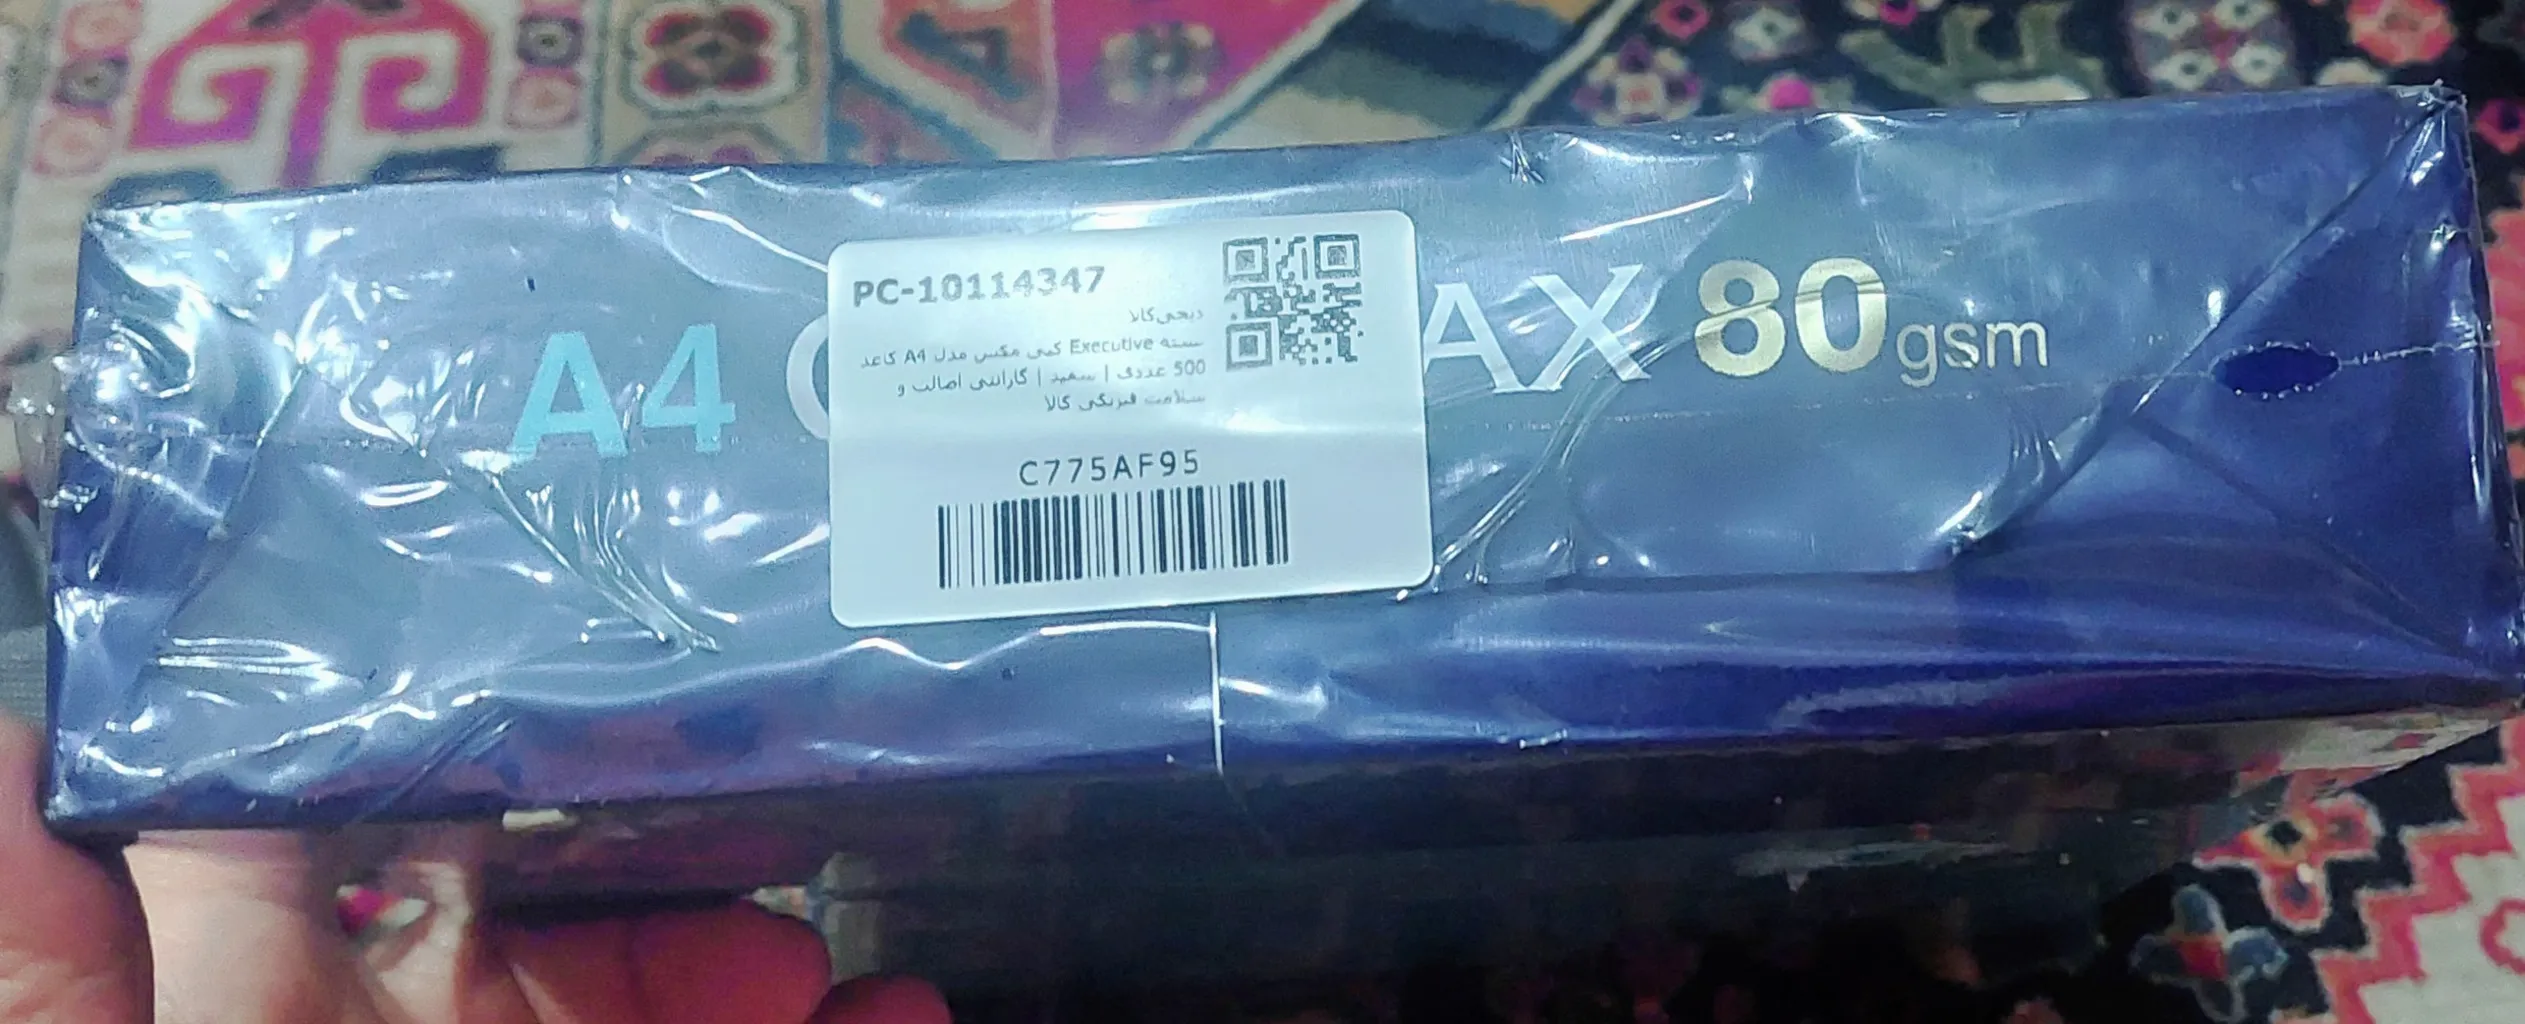 A4 C AX 80gsm
PC-10114347
دیجی‌کالا
کاغذ A4 کپی مکس مدل Executive بسته
500 عددی | سفید | گارانتی اصالت و
سلامت فیزیکی کالا
C775AF95